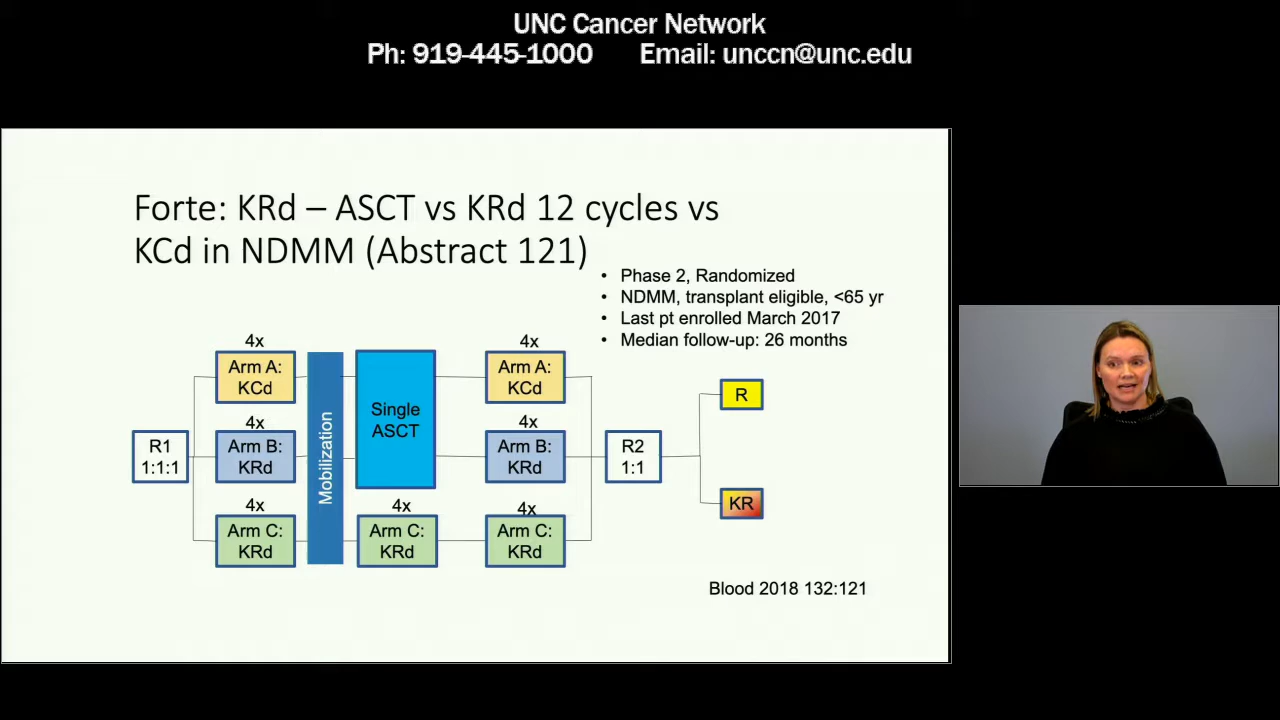 UNC Cancer Network
Ph: 919-445-1000 Email: unccn@unc.edu
Forte: KRd – ASCT vs KRd 12 cycles vs
KCd in NDMM (Abstract 121)
• Phase 2, Randomized
• NDMM, transplant eligible, <65 yr
• Last pt enrolled March 2017
• Median follow-up: 26 months
R1
1:1:1
4x
Arm A:
KCd
4x
Arm B:
KRd
4x
Arm C:
KRd
Mobilization
Single
ASCT
4x
Arm C:
KRd
4x
Arm A:
KCd
4x
Arm B:
KRd
4x
Arm C:
KRd
R2
1:1
R
KR
Blood 2018 132:121